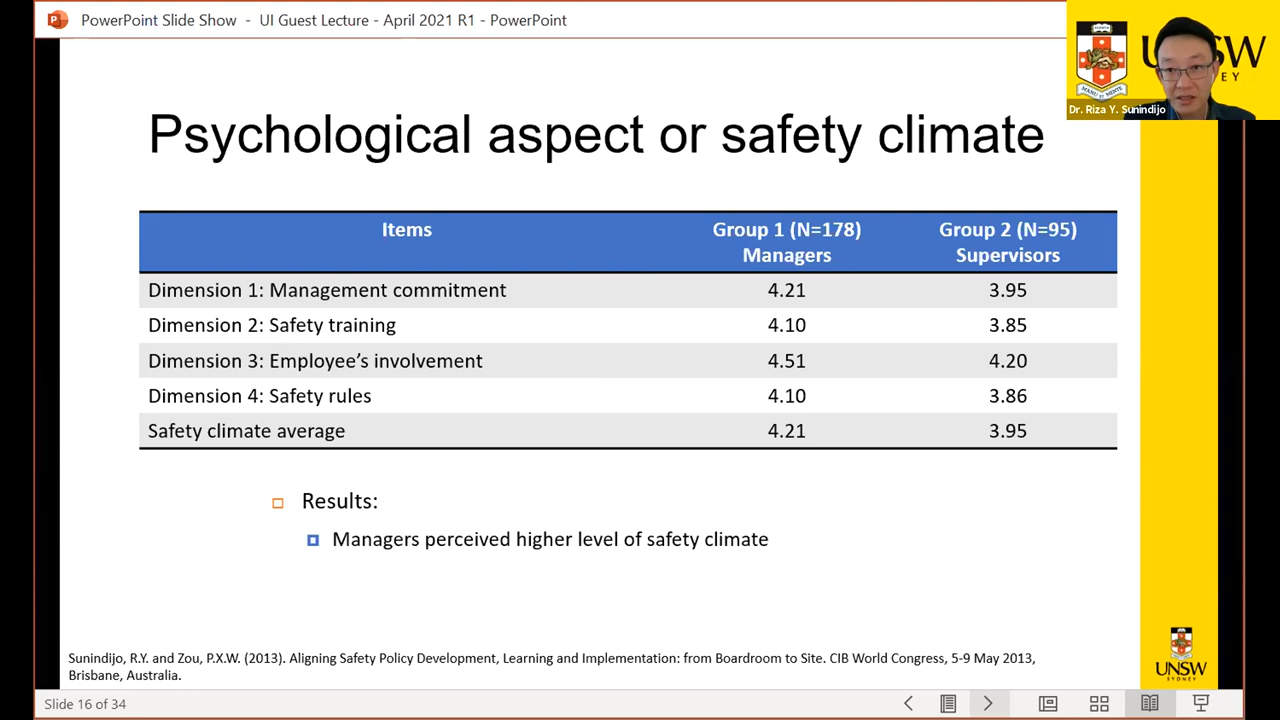 PowerPoint Slide Show - UI Guest Lecture - April 2021 R1 - PowerPoint
Dr. Riza Y. Sunindijo
Psychological aspect or safety climate
Items Group 1 (N=178) Managers Group 2 (N=95) Supervisors
Dimension 1: Management commitment 4.21 3.95
Dimension 2: Safety training 4.10 3.85
Dimension 3: Employee’s involvement 4.51 4.20
Dimension 4: Safety rules 4.10 3.86
Safety climate average 4.21 3.95
Results:
Managers perceived higher level of safety climate
Sunindijo, R.Y. and Zou, P.X.W. (2013). Aligning Safety Policy Development, Learning and Implementation: from Boardroom to Site. CIB World Congress, 5-9 May 2013,
Brisbane, Australia.
UNSW
SYDNEY
Slide 16 of 34